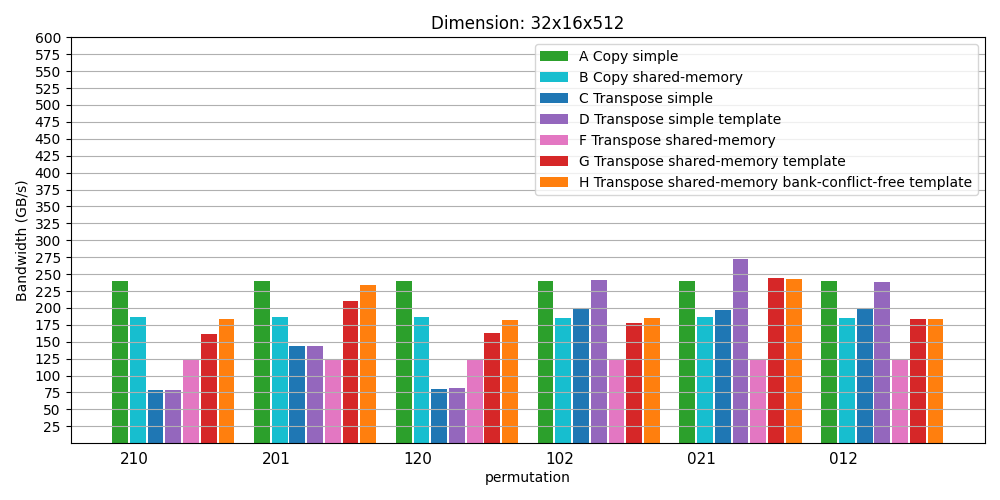 Dimension: 32x16x512
600
575
550
525
500
475
450
425
400
375
350
325
300
275
250
225
200
175
150
125
100
75
50
25
Bandwidth (GB/s)
A Copy simple
B Copy shared-memory
C Transpose simple
D Transpose simple template
F Transpose shared-memory
G Transpose shared-memory template
H Transpose shared-memory bank-conflict-free template
210 201 120 102 021 012
permutation